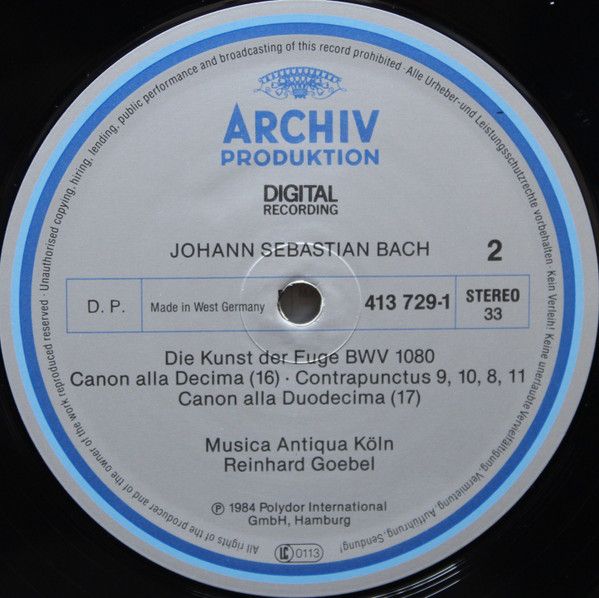 ARCHIV
PRODUKTION
DIGITAL
RECORDING
JOHANN SEBASTIAN BACH
2
D. P.
Made in West Germany
413 729-1
STEREO
33
Die Kunst der Fuge BWV 1080
Canon alla Decima (16) · Contrapunctus 9, 10, 8, 11
Canon alla Duodecima (17)
Musica Antiqua Köln
Reinhard Goebel
℗ 1984 Polydor International
GmbH, Hamburg
LC 0113
All rights of the producer and of the owner of the work reproduced reserved · Unauthorised copying, hiring, lending, public performance and broadcasting of this record prohibited · Alle Urheber- und Leistungsschutzrechte vorbehalten · Kein Verleih! Keine unerlaubte Vervielfältigung, Vermietung, Aufführung, Sendung!